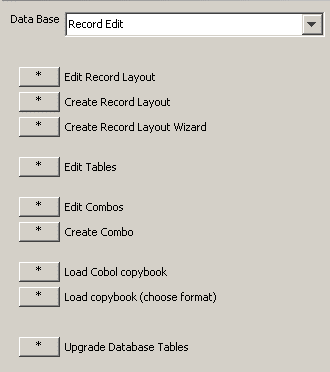 Data Base Record Edit
* Edit Record Layout
* Create Record Layout
* Create Record Layout Wizard
* Edit Tables
* Edit Combos
* Create Combo
* Load Cobol copybook
* Load copybook (choose format)
* Upgrade Database Tables